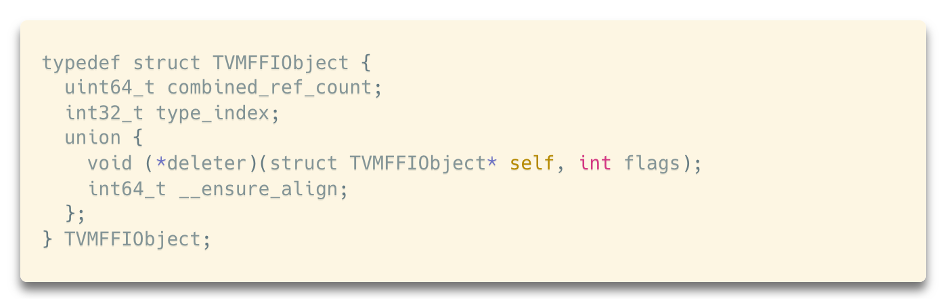 typedef struct TVMFFIObject {
  uint64_t combined_ref_count;
  int32_t type_index;
  union {
    void (*deleter)(struct TVMFFIObject* self, int flags);
    int64_t __ensure_align;
  };
} TVMFFIObject;